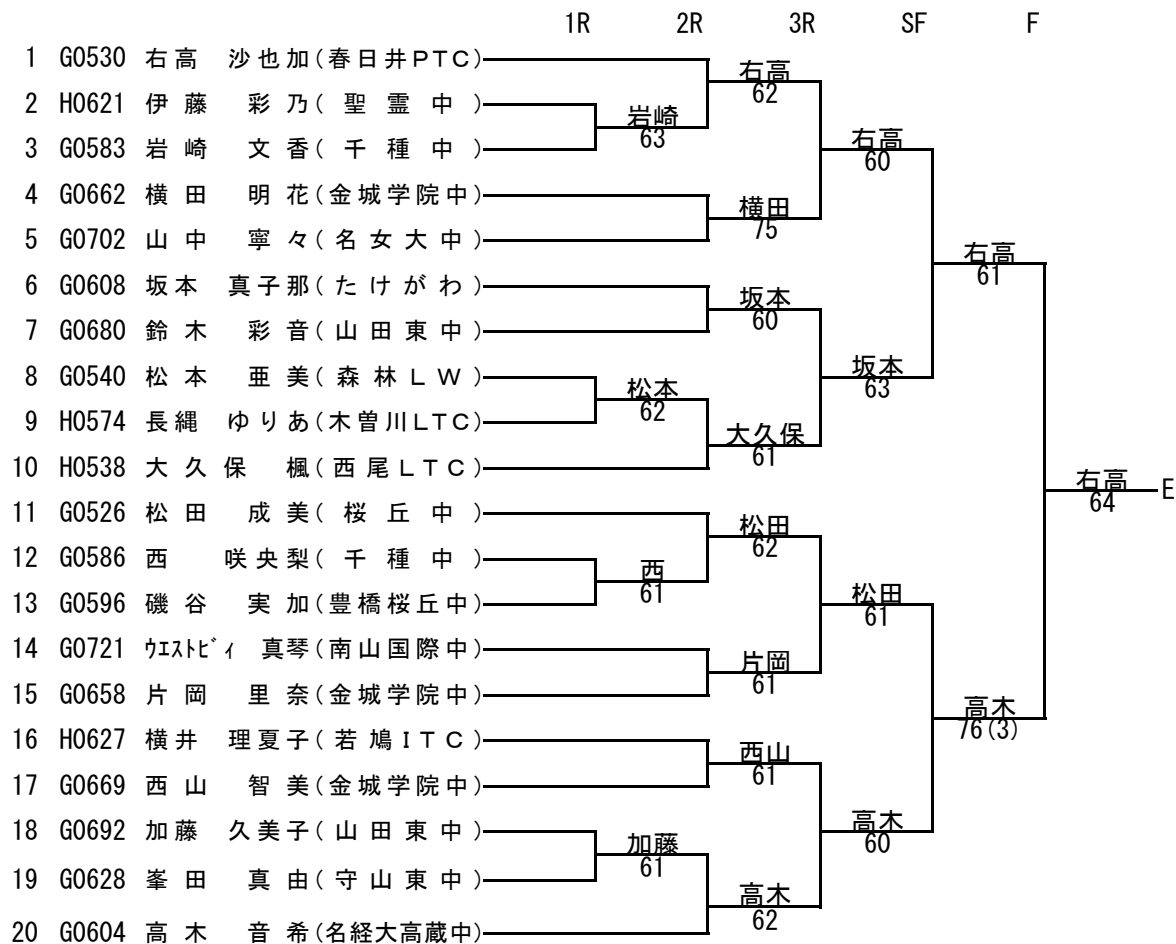 1R 2R 3R SF F
1 G0530 右高 沙也加(春日井PTC)
右高
62
2 H0621 伊藤 彩乃(聖霊中)
岩崎
63
3 G0583 岩崎 文香(千種中)
右高
60
4 G0662 横田 明花(金城学院中)
横田
75
5 G0702 山中 寧々(名女大中)
右高
61
6 G0608 坂本 真子那(たけがわ)
坂本
60
7 G0680 鈴木 彩音(山田東中)
8 G0540 松本 亜美(森林LW)
松本
62
坂本
63
9 H0574 長縄 ゆりあ(木曽川LTC)
大久保
61
10 H0538 大久保 楓(西尾LTC)
右高
64
E
11 G0526 松田 成美(桜丘中)
松田
62
12 G0586 西 咲央梨(千種中)
西
61
13 G0596 磯谷 実加(豊橋桜丘中)
松田
61
14 G0721 ウエストビィ 真琴(南山国際中)
片岡
61
15 G0658 片岡 里奈(金城学院中)
高木
76(3)
16 H0627 横井 理夏子(若鳩ITC)
西山
61
17 G0669 西山 智美(金城学院中)
18 G0692 加藤 久美子(山田東中)
高木
60
加藤
61
19 G0628 峯田 真由(守山東中)
高木
62
20 G0604 高木 音希(名経大高蔵中)